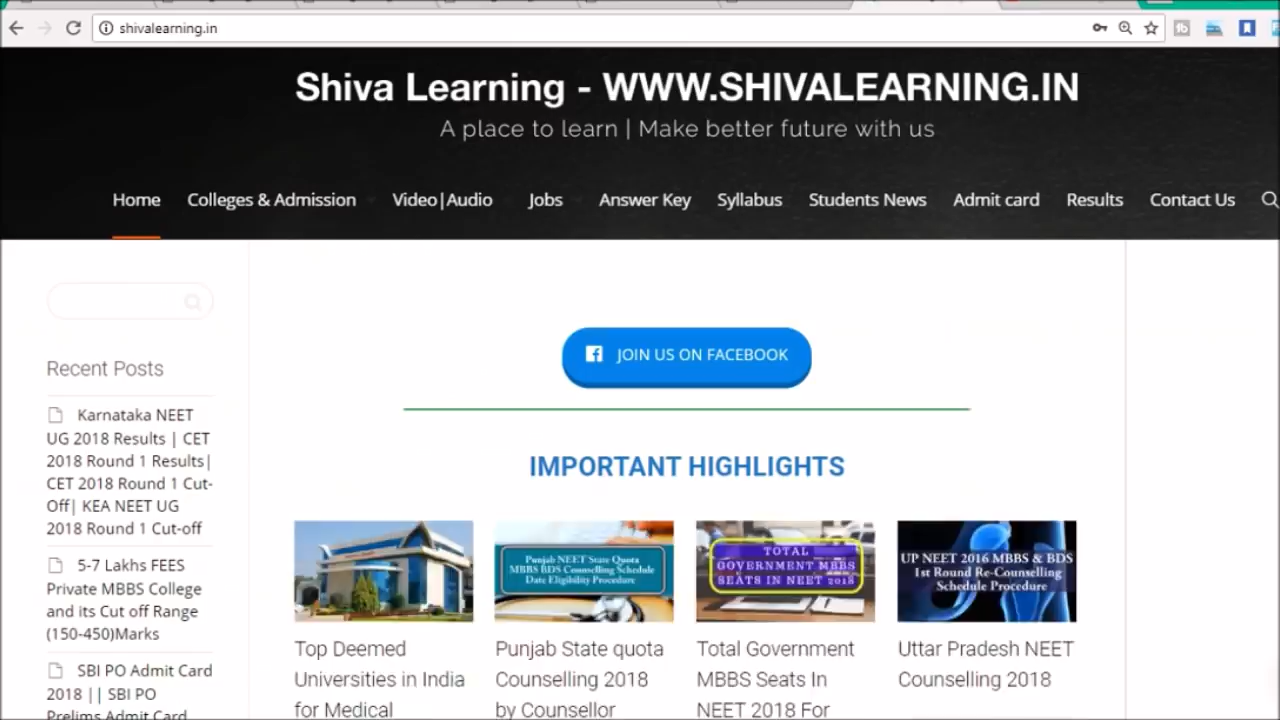 shivalearning.in
Shiva Learning - WWW.SHIVALEARNING.IN
A place to learn | Make better future with us
Home Colleges & Admission Video|Audio Jobs Answer Key Syllabus Students News Admit card Results Contact Us
JOIN US ON FACEBOOK
Recent Posts
Karnataka NEET
UG 2018 Results | CET
2018 Round 1 Results|
CET 2018 Round 1 Cut-
Off| KEA NEET UG
2018 Round 1 Cut-off
5-7 Lakhs FEES
Private MBBS College
and its Cut off Range
(150-450)Marks
SBI PO Admit Card
2018 || SBI PO
Prelims Admit Card
IMPORTANT HIGHLIGHTS
Top Deemed
Universities in India
for Medical
Punjab NEET State Quota
MBBS BDS Counselling Schedule
Date Eligibility Procedure
Punjab State quota
Counselling 2018
by Counsellor
TOTAL
GOVERNMENT MBBS
SEATS IN NEET 2018
Total Government
MBBS Seats In
NEET 2018 For
UP NEET 2016 MBBS & BDS
1st Round Re-Counselling
Schedule Procedure
Uttar Pradesh NEET
Counselling 2018